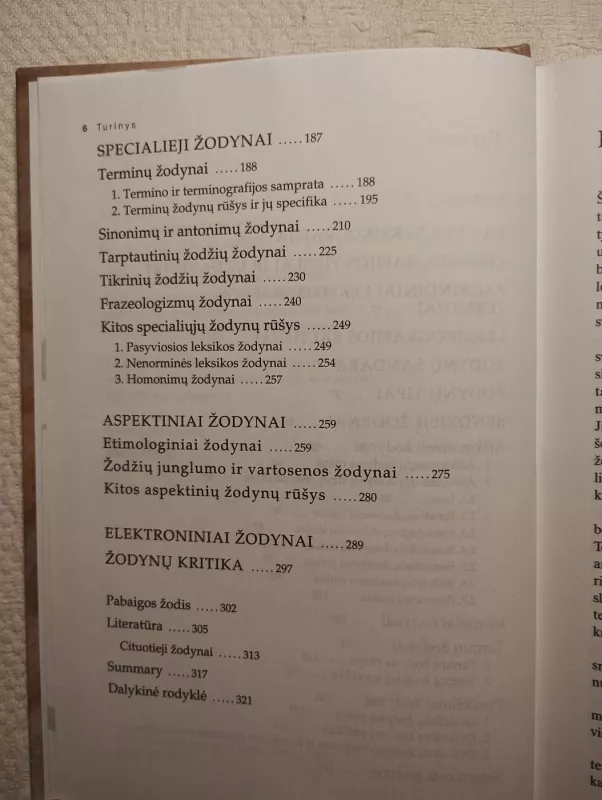 6 Turinys
SPECIALIEJI ŽODYNAI ..... 187
Terminų žodynai ..... 188
1. Termino ir terminografijos samprata ..... 188
2. Terminų žodynų rūšys ir jų specifika ..... 195
Sinonimų ir antonimų žodynai ..... 210
Tarptautinių žodžių žodynai ..... 225
Tikrinių žodžių žodynai ..... 230
Frazeologizmų žodynai ..... 240
Kitos specialiųjų žodynų rūšys ..... 249
1. Pasyviosios leksikos žodynai ..... 249
2. Nenorminės leksikos žodynai ..... 254
3. Homonimų žodynai ..... 257
ASPEKTINIAI ŽODYNAI ..... 259
Etimologiniai žodynai ..... 259
Žodžių junglumo ir vartosenos žodynai ..... 275
Kitos aspektinių žodynų rūšys ..... 280
ELEKTRONINIAI ŽODYNAI ..... 289
ŽODYNŲ KRITIKA ..... 297
Pabaigos žodis ..... 302
Literatūra ..... 305
Cituotieji žodynai ..... 313
Summary ..... 317
Dalykinė rodyklė ..... 321